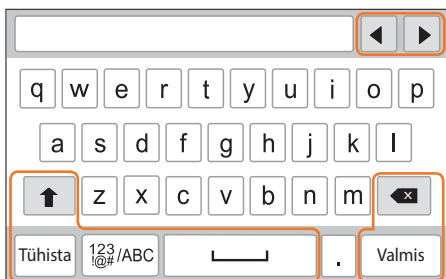 q w e r t y u i o p
a s d f g h j k l
z x c v b n m
Tühista 123 !@# /ABC . Valmis